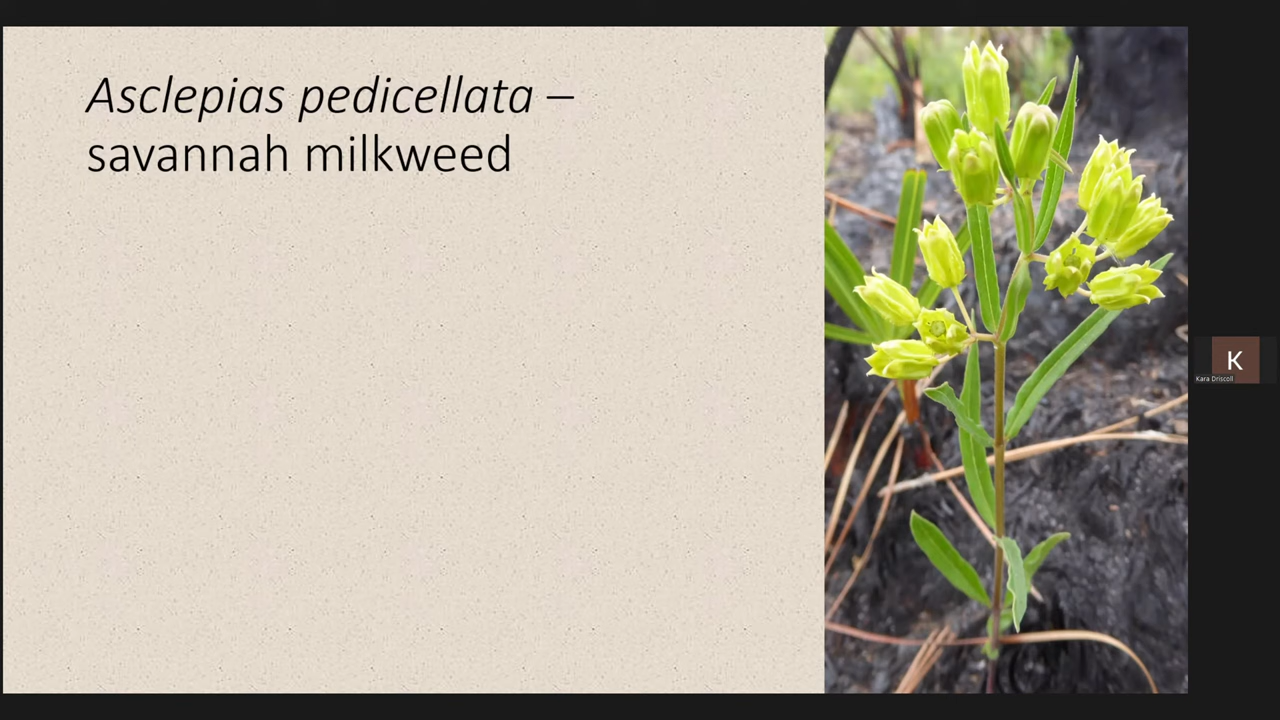 Asclepias pedicellata –
savannah milkweed
K
Kara Driscoll